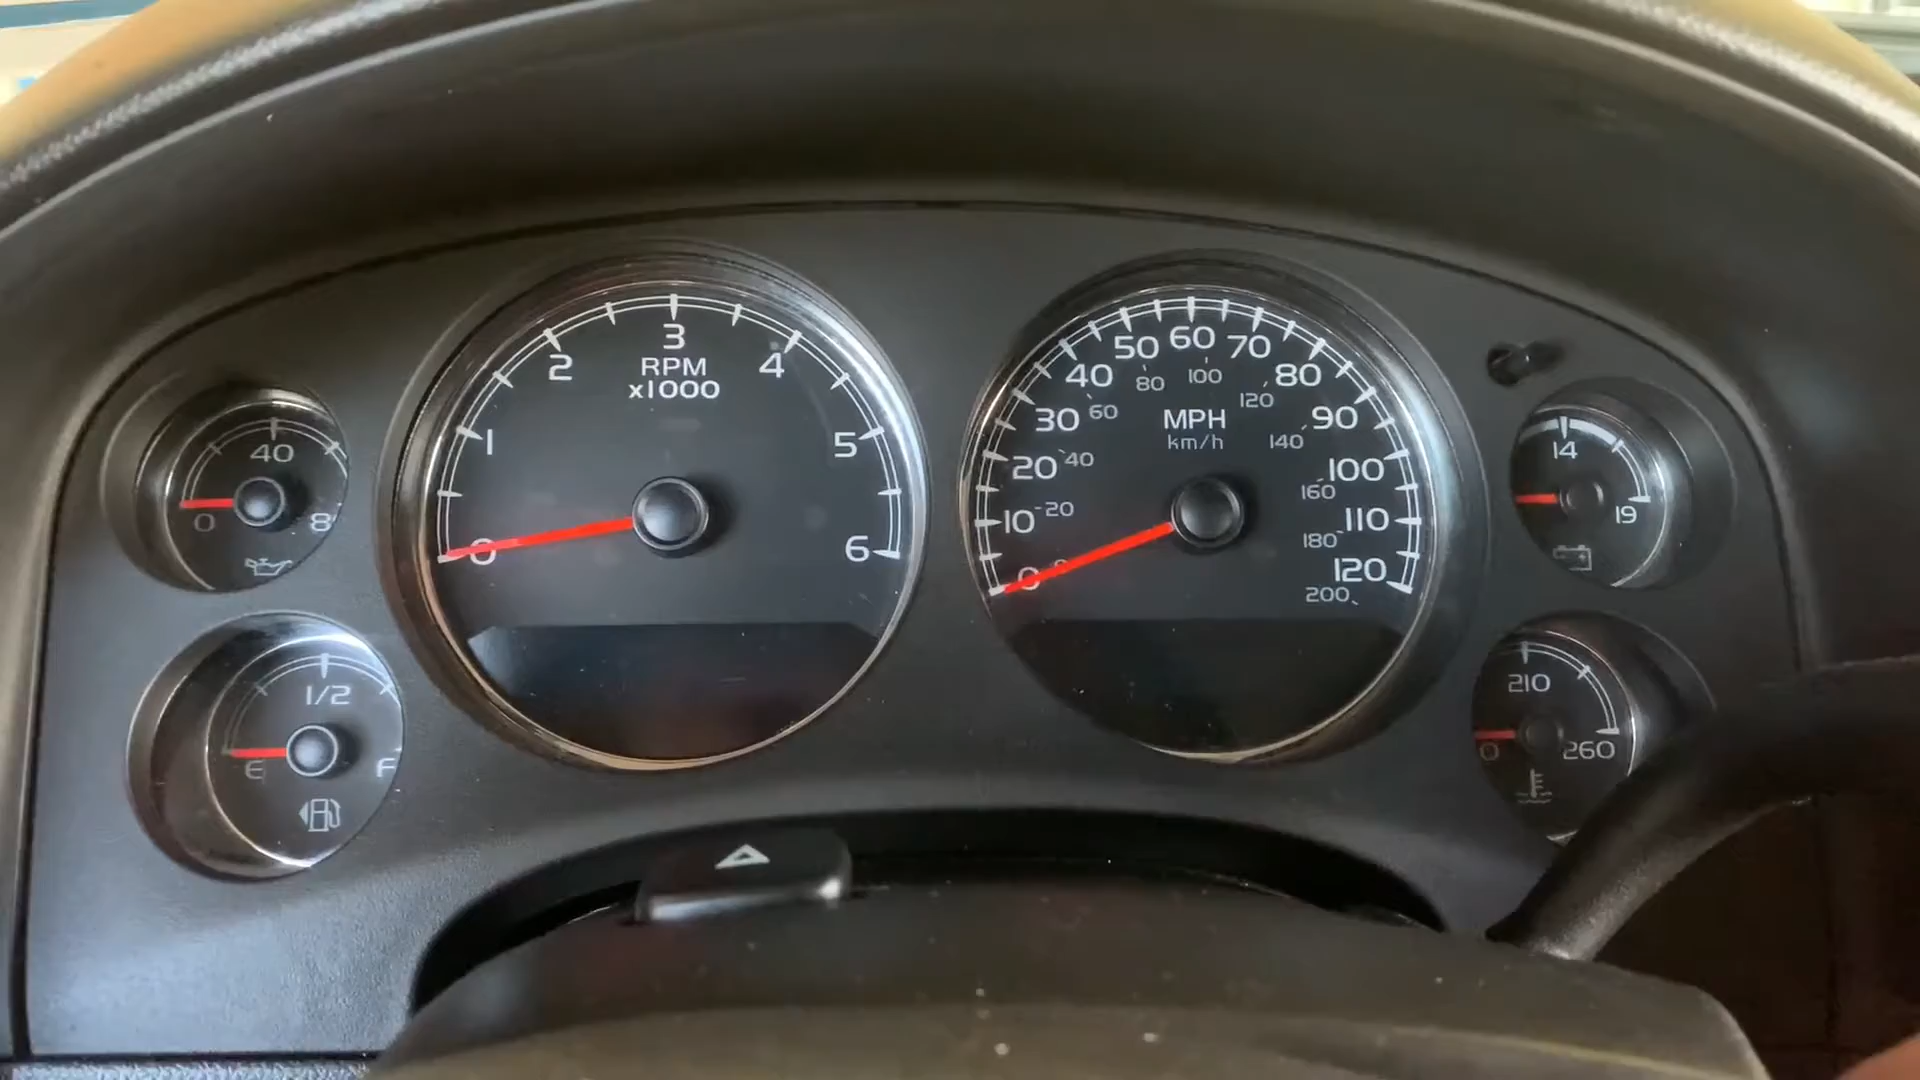 0 40 8
E 1/2 F
0 1 2 3 4 5 6
RPM
x1000
0 10 20 30 40 50 60 70 80 90 100 110 120
20 40 60 80 100 120 140 160 180 200
MPH
km/h
14 19
0 210 260